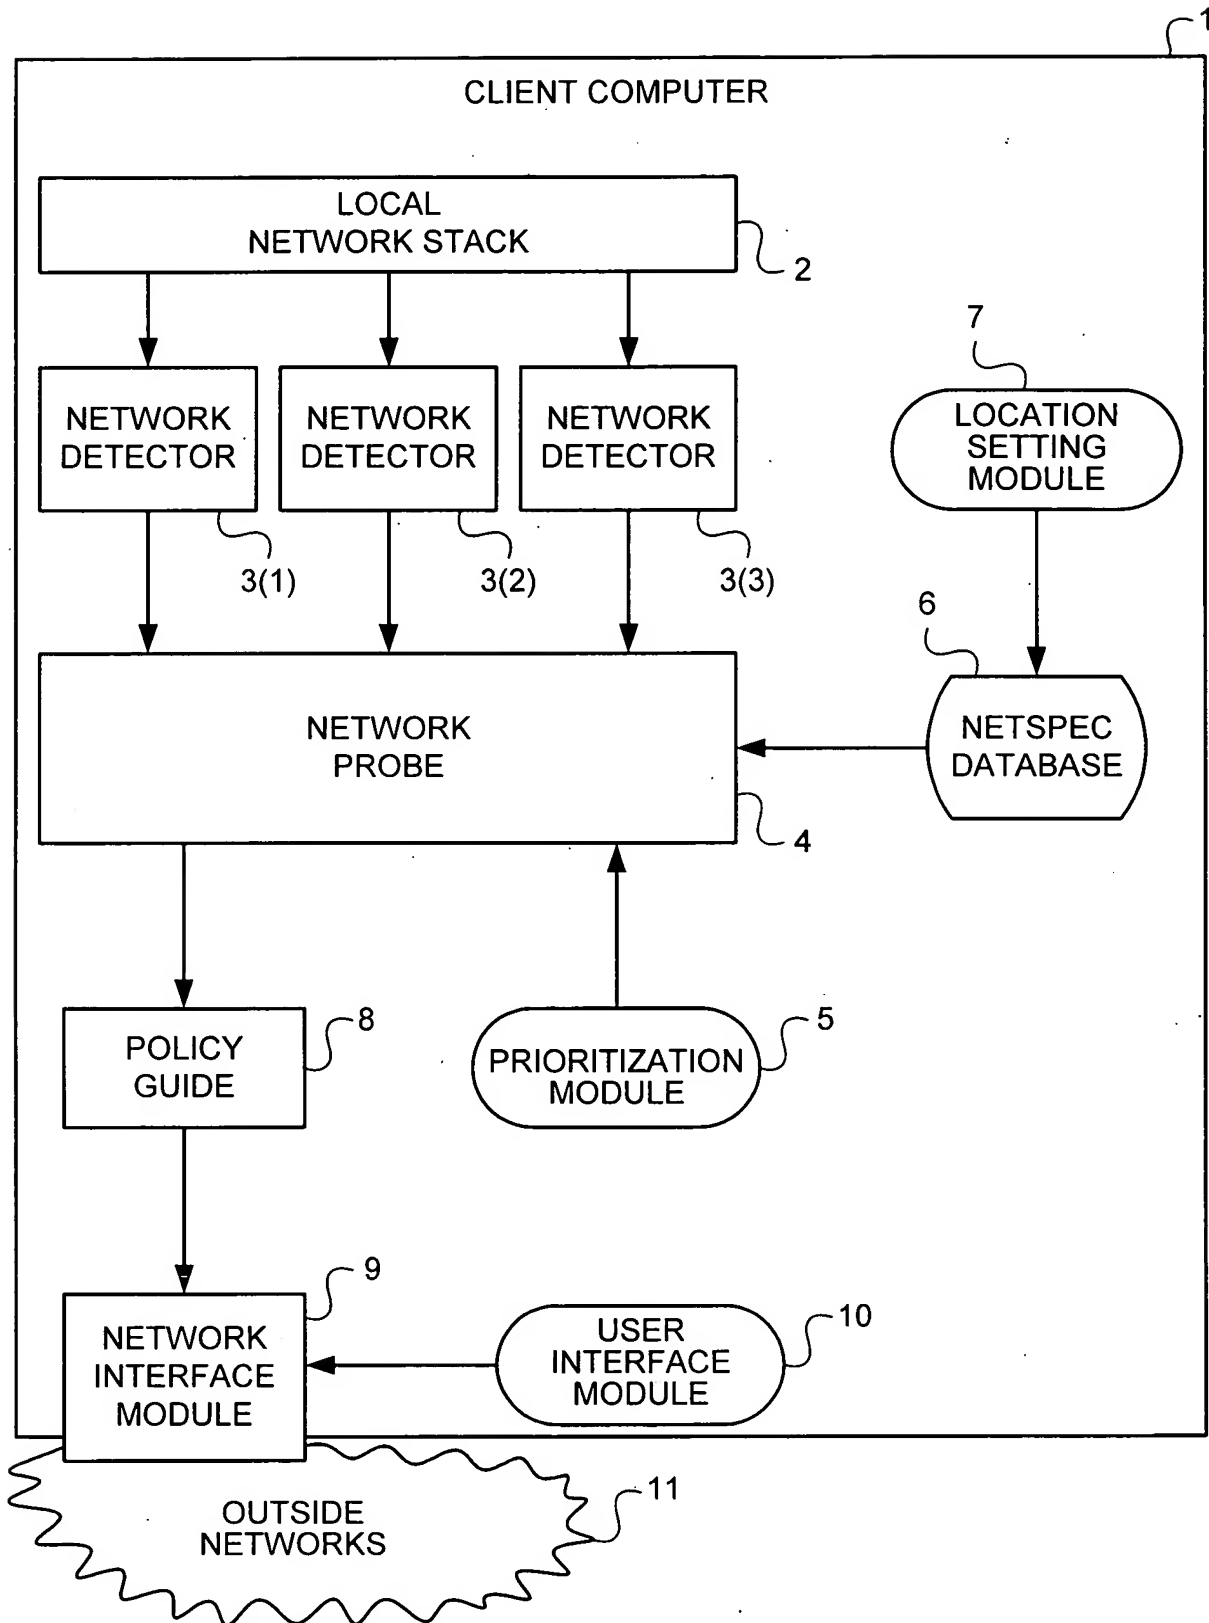 1
CLIENT COMPUTER
LOCAL
NETWORK STACK
2
NETWORK
DETECTOR
3(1)
NETWORK
DETECTOR
3(2)
NETWORK
DETECTOR
3(3)
7
LOCATION
SETTING
MODULE
6
NETSPEC
DATABASE
NETWORK
PROBE
4
POLICY
GUIDE
8
PRIORITIZATION
MODULE
5
NETWORK
INTERFACE
MODULE
9
USER
INTERFACE
MODULE
10
OUTSIDE
NETWORKS
11